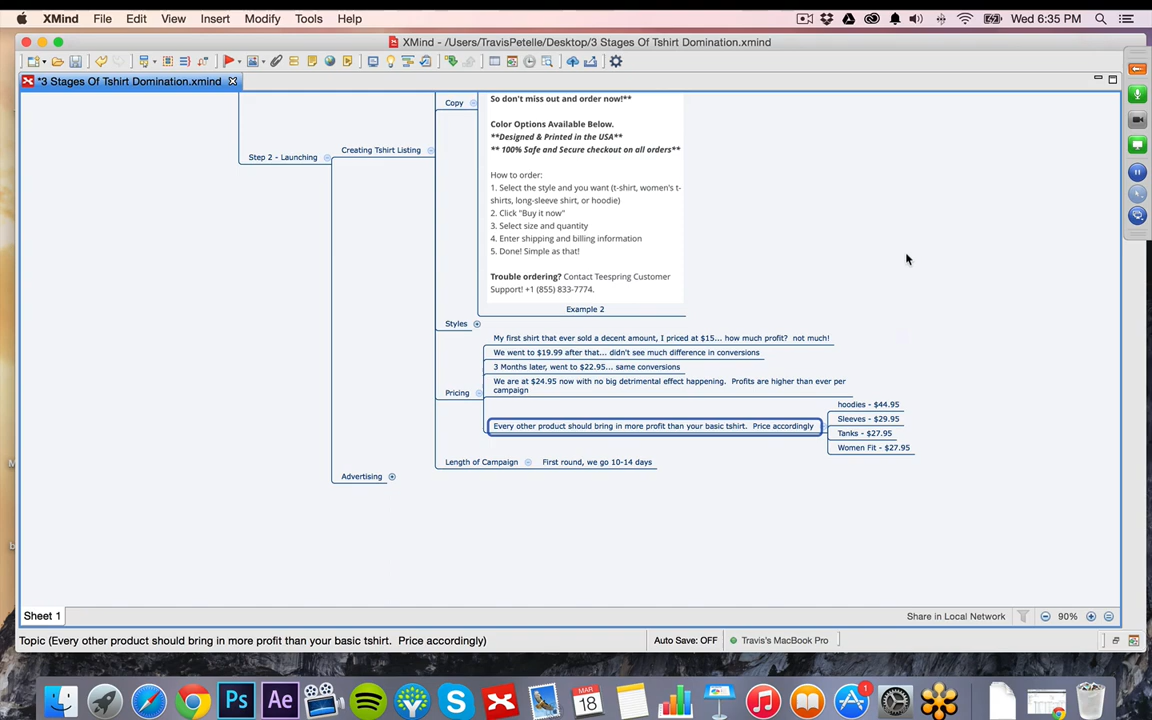 XMind File Edit View Insert Modify Tools Help Wed 6:35 PM
XMind - /Users/TravisPetelle/Desktop/3 Stages Of Tshirt Domination.xmind
*3 Stages Of Tshirt Domination.xmind
Copy
So don't miss out and order now!**
Color Options Available Below.
**Designed & Printed in the USA**
** 100% Safe and Secure checkout on all orders**
Step 2 - Launching
Creating Tshirt Listing
How to order:
1. Select the style and you want (t-shirt, women's t-
shirts, long-sleeve shirt, or hoodie)
2. Click "Buy it now"
3. Select size and quantity
4. Enter shipping and billing information
5. Done! Simple as that!
Trouble ordering? Contact Teespring Customer
Support! +1 (855) 833-7774.
Example 2
Styles
My first shirt that ever sold a decent amount, I priced at $15... how much profit? not much!
We went to $19.99 after that... didn't see much difference in conversions
3 Months later, went to $22.95... same conversions
We are at $24.95 now with no big detrimental effect happening. Profits are higher than ever per
campaign
Pricing
Every other product should bring in more profit than your basic tshirt. Price accordingly
hoodies - $44.95
Sleeves - $29.95
Tanks - $27.95
Women Fit - $27.95
Length of Campaign
First round, we go 10-14 days
Advertising
Sheet 1
Share in Local Network
90%
Topic (Every other product should bring in more profit than your basic tshirt. Price accordingly)
Auto Save: OFF
Travis's MacBook Pro
Ps
Ae
MAR
18
1